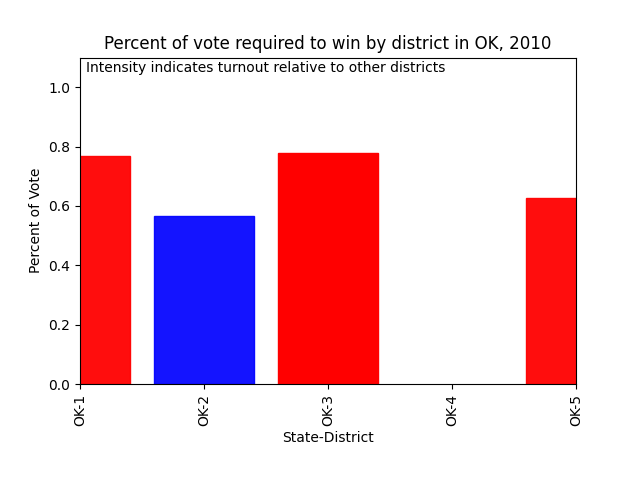 Percent of vote required to win by district in OK, 2010
Intensity indicates turnout relative to other districts
1.0
0.8
0.6
0.4
0.2
0.0
Percent of Vote
OK-1
OK-2
OK-3
OK-4
OK-5
State-District